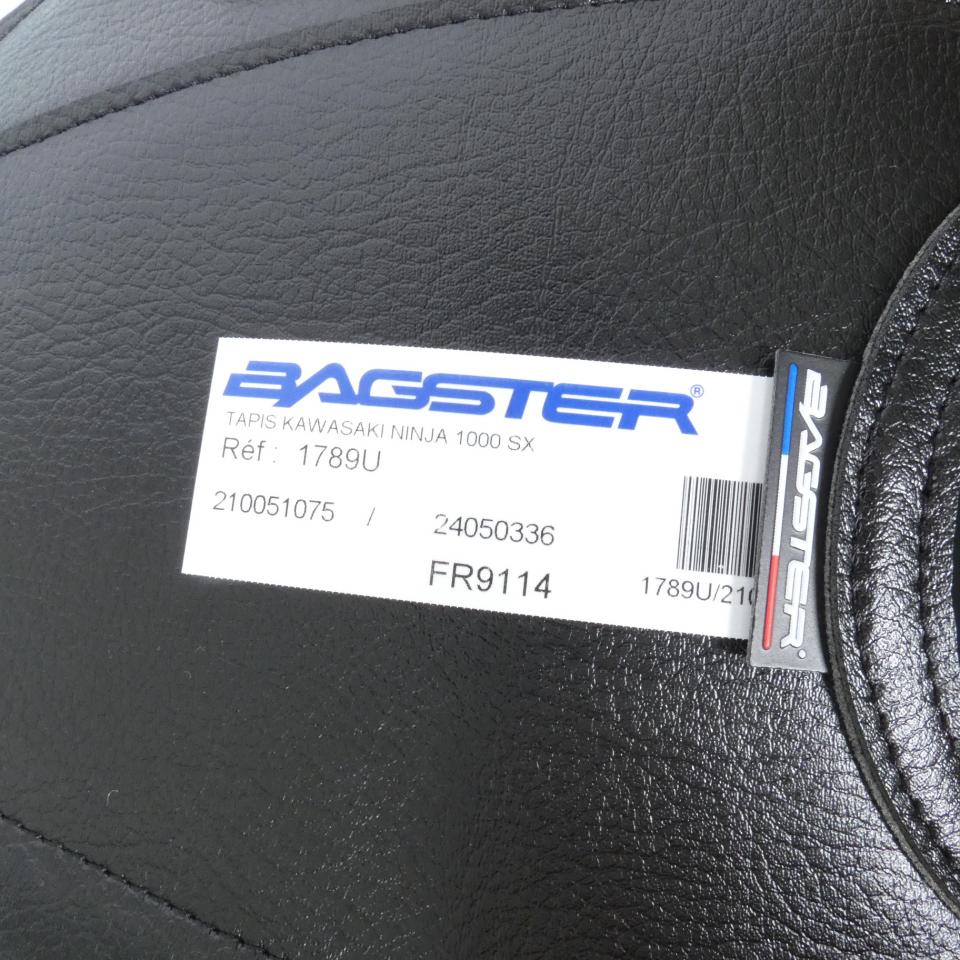 BAGSTER®
TAPIS KAWASAKI NINJA 1000 SX
Réf : 1789U
210051075 / 24050336
FR9114
1789U/210
BAGSTER